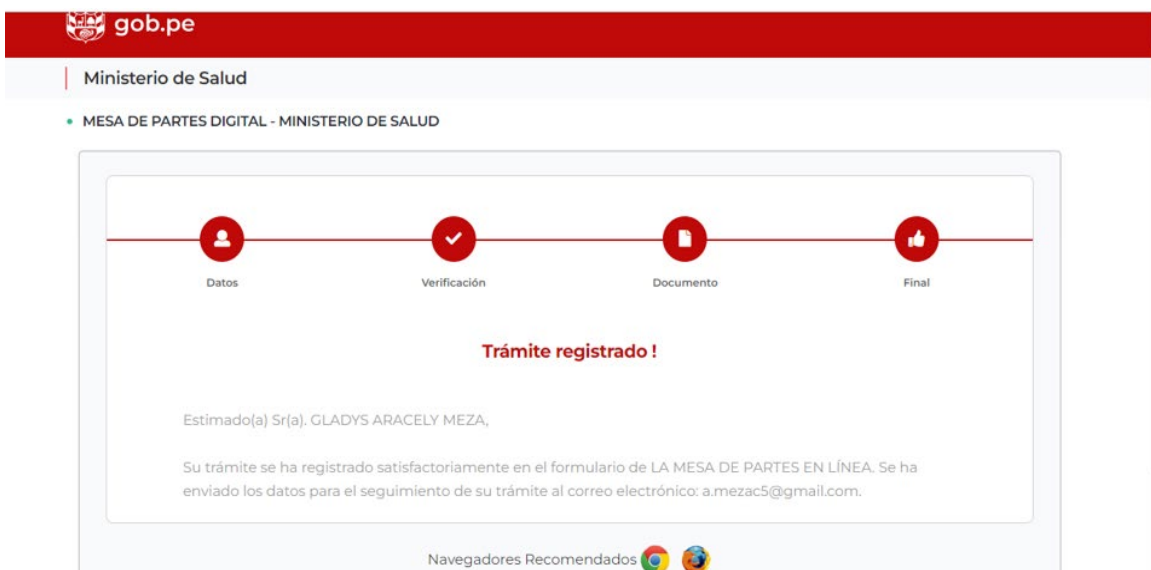 gob.pe
Ministerio de Salud
MESA DE PARTES DIGITAL - MINISTERIO DE SALUD
Datos
Verificación
Documento
Final
Trámite registrado !
Estimado(a) Sr(a). GLADYS ARACELY MEZA,
Su trámite se ha registrado satisfactoriamente en el formulario de LA MESA DE PARTES EN LÍNEA. Se ha
enviado los datos para el seguimiento de su trámite al correo electrónico: a.mezac5@gmail.com.
Navegadores Recomendados